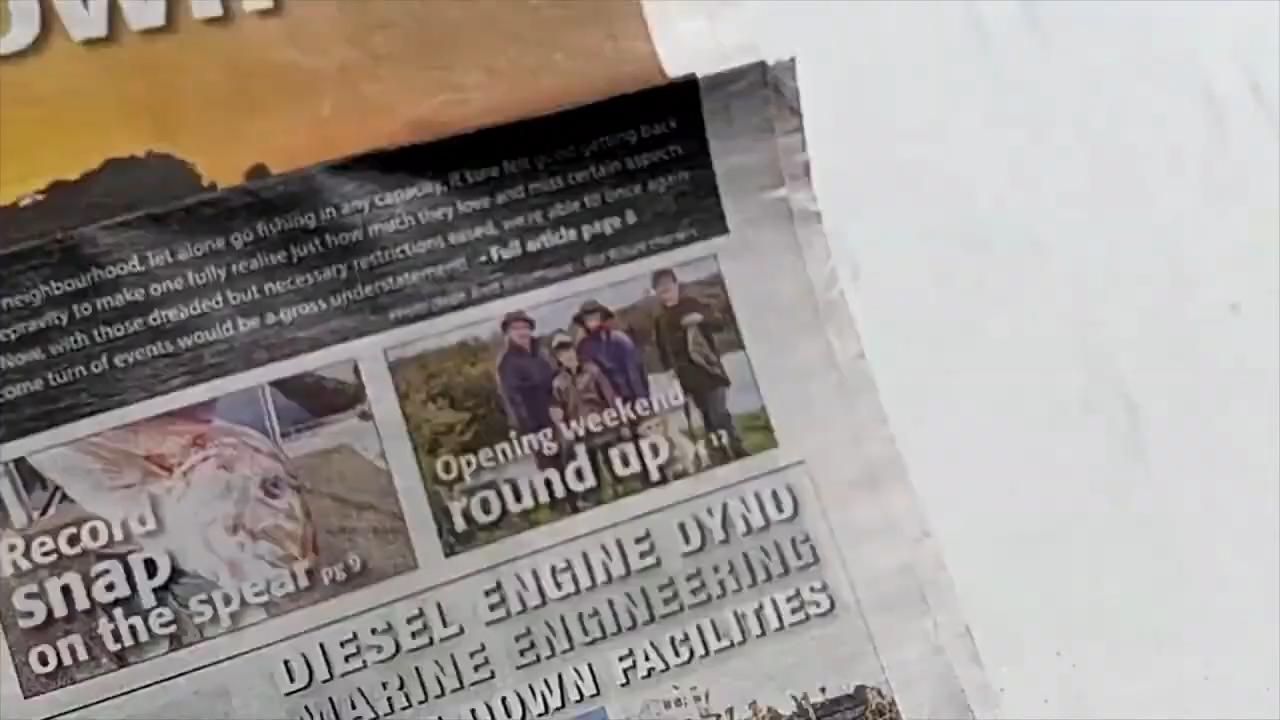 OWN
neighbourhood, let alone go fishing in any capacity, it sure felt good getting back
cpravity to make one fully realise just how much they love and miss certain aspects
Now, with those dreaded but necessary restrictions eased, we're able to once again
ome turn of events would be a gross understatement. - Full article page 8
Record
snap
on the spear pg 9
Opening weekend
round up
DIESEL ENGINE DYNO
MARINE ENGINEERING
DOWN FACILITIES